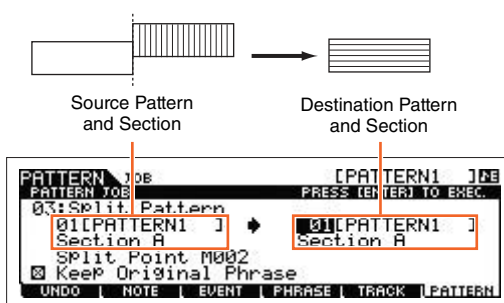 Source Pattern
and Section
Destination Pattern
and Section
PATTERN JOB [PATTERN1 ]
PATTERN JOB PRESS [ENTER] TO EXEC.
03:Split Pattern
01[PATTERN1 ] 01[PATTERN1 ]
Section A Section A
Split Point M002
Keep Original Phrase
UNDO NOTE EVENT PHRASE TRACK PATTERN